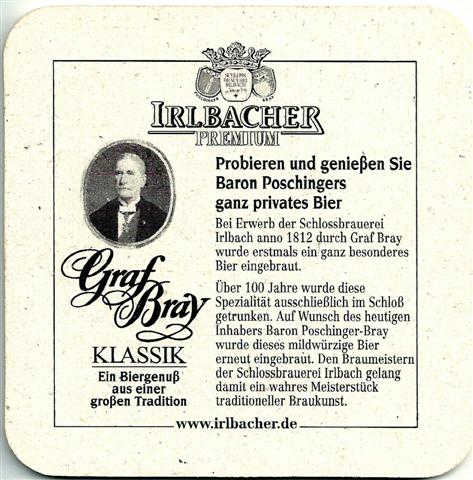 SCHLOSS
BRAUEREI
IRLBACH
IRLBACHER
PREMIUM
Probieren und genießen Sie
Baron Poschingers
ganz privates Bier
Bei Erwerb der Schlossbrauerei
Irlbach anno 1812 durch Graf Bray
wurde erstmals ein ganz besonderes
Bier eingebraut.
Über 100 Jahre wurde diese
Spezialität ausschließlich im Schloß
getrunken. Auf Wunsch des heutigen
Inhabers Baron Poschinger-Bray
wurde dieses mildwürzige Bier
erneut eingebraut. Den Braumeistern
der Schlossbrauerei Irlbach gelang
damit ein wahres Meisterstück
traditioneller Braukunst.
Graf
Bray
KLASSIK
Ein Biergenuß
aus einer
großen Tradition
www.irlbacher.de